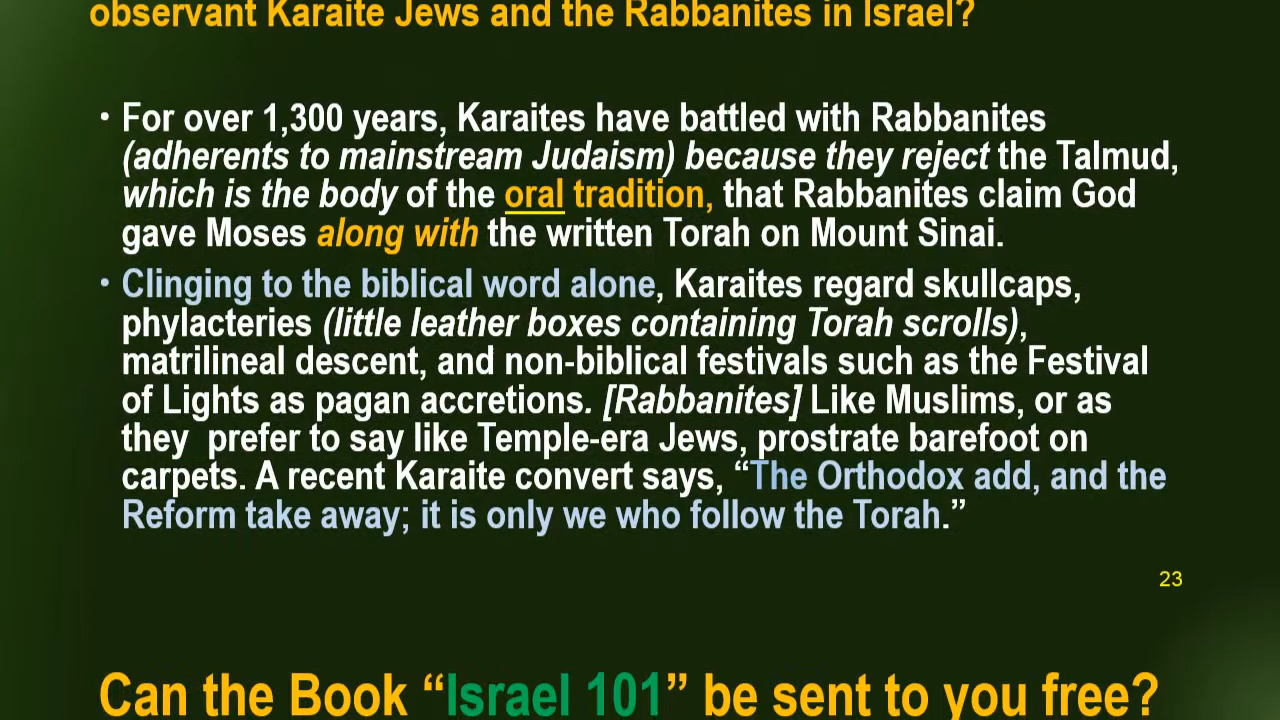 observant Karaite Jews and the Rabbanites in Israel?
• For over 1,300 years, Karaites have battled with Rabbanites
(adherents to mainstream Judaism) because they reject the Talmud,
which is the body of the oral tradition, that Rabbanites claim God
gave Moses along with the written Torah on Mount Sinai.
• Clinging to the biblical word alone, Karaites regard skullcaps,
phylacteries (little leather boxes containing Torah scrolls),
matrilineal descent, and non-biblical festivals such as the Festival
of Lights as pagan accretions. [Rabbanites] Like Muslims, or as
they  prefer to say like Temple-era Jews, prostrate barefoot on
carpets. A recent Karaite convert says, “The Orthodox add, and the
Reform take away; it is only we who follow the Torah.”
23
Can the Book “Israel 101” be sent to you free?